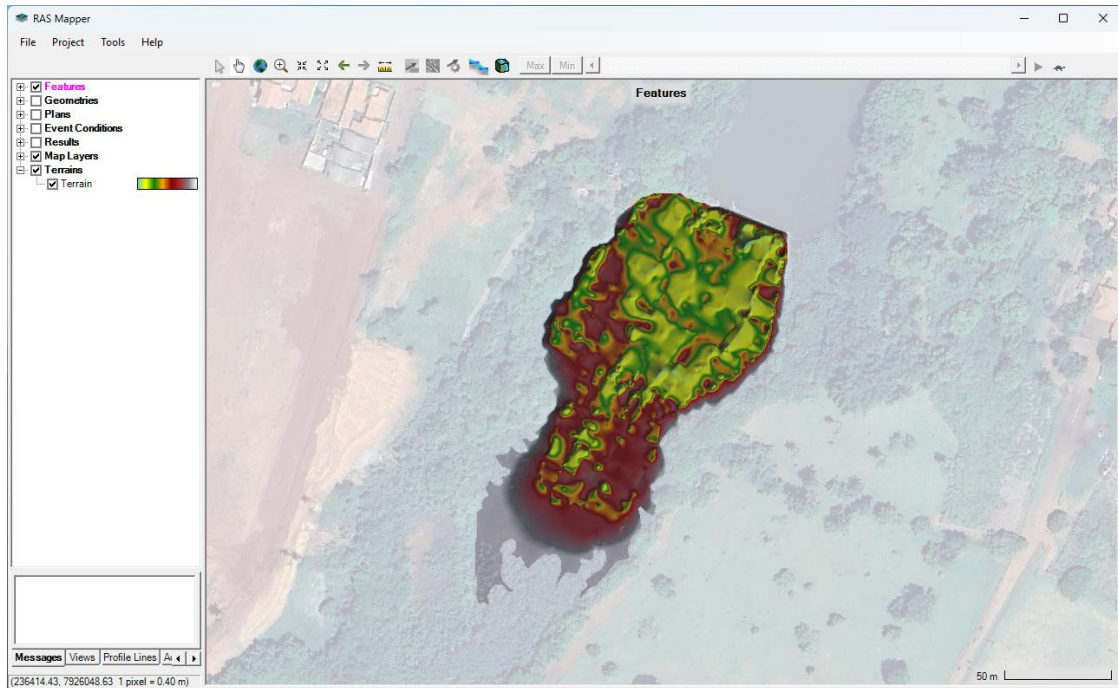 RAS Mapper
File Project Tools Help
Max Min
Features
Geometries
Plans
Event Conditions
Results
Map Layers
Terrains
Terrain
Features
50 m
Messages Views Profile Lines
(236414.43, 7926048.63 1 pixel = 0.40 m)